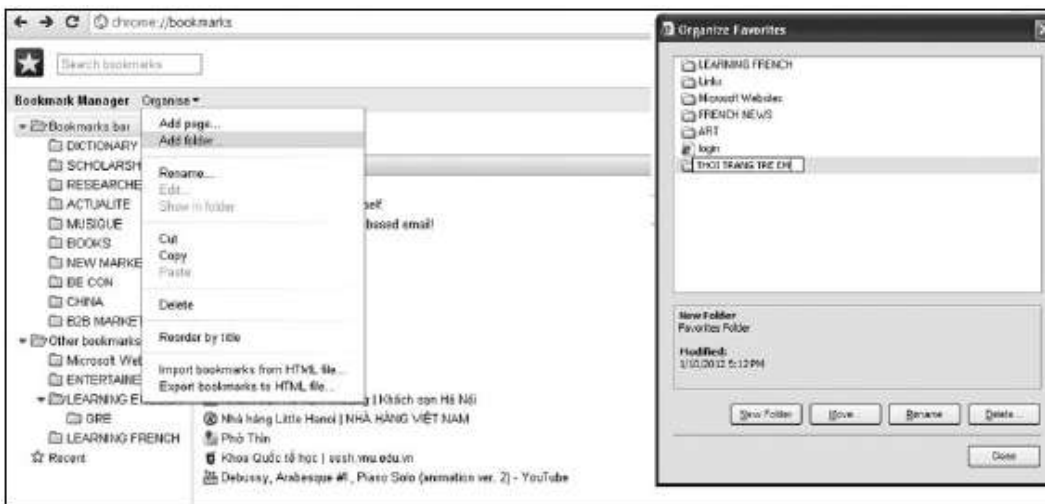 chrome://bookmarks
Search bookmarks
Bookmark Manager Organise
Bookmarks bar
DICTIONARY
SCHOLARSH
RESEARCHE
ACTUALITE
MUSIQUE
BOOKS
NEW MARKE
BE CON
CHINA
B2B MARKET
Other bookmarks
Microsoft Wel
ENTERTAINE
LEARNING E
GRE
LEARNING FRENCH
Recent
Add page...
Add folder...
Rename...
Edit...
Show in folder
Cut
Copy
Paste
Delete
Reorder by title
Import bookmarks from HTML file...
Export bookmarks to HTML file...
self
based email!
| Khách sạn Hà Nội
Nhà hàng Little Hanoi | NHÀ HÀNG VIỆT NAM
Phở Thìn
Khoa Quốc tế học | ussh.vnu.edu.vn
Debussy, Arabesque #1, Piano Solo (animation ver. 2) - YouTube
Organize Favorites
LEARNING FRENCH
Links
Microsoft Websites
FRENCH NEWS
ART
login
THOI TRANG TRE EM
New Folder
Favorites Folder
Modified:
1/10/2012 5:12 PM
New Folder
Move...
Rename
Delete...
Close